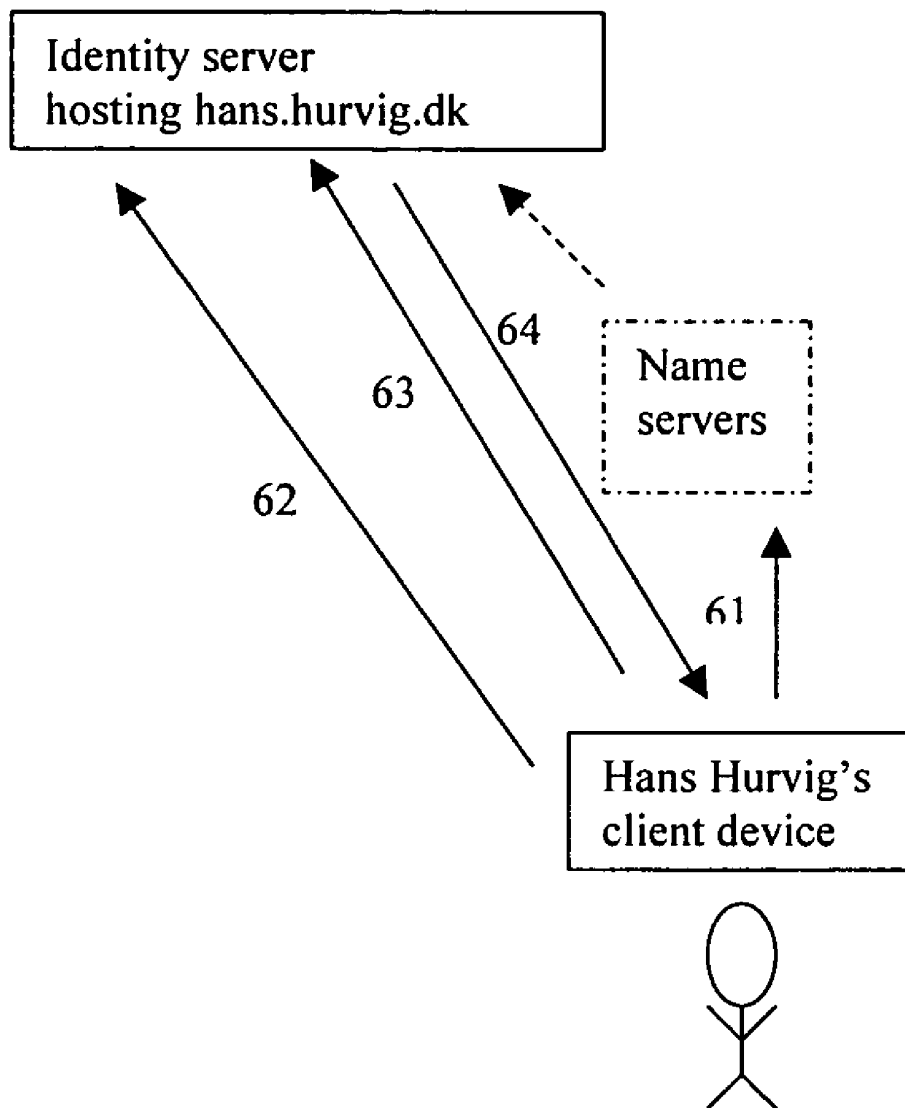 Identity server
hosting hans.hurvig.dk
64
Name
servers
63
62
61
Hans Hurvig's
client device